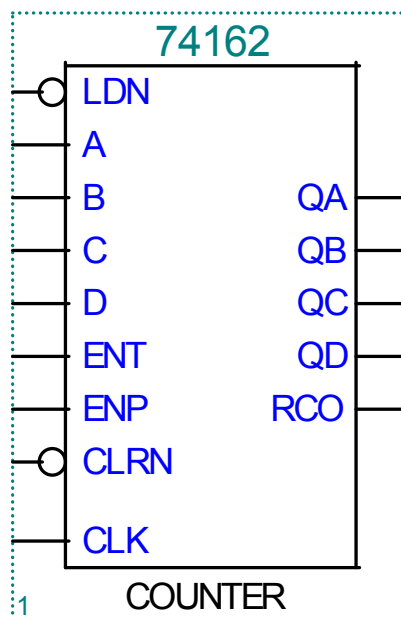 74162
LDN
A
B QA
C QB
D QC
ENT QD
ENP RCO
CLRN
CLK
1 COUNTER